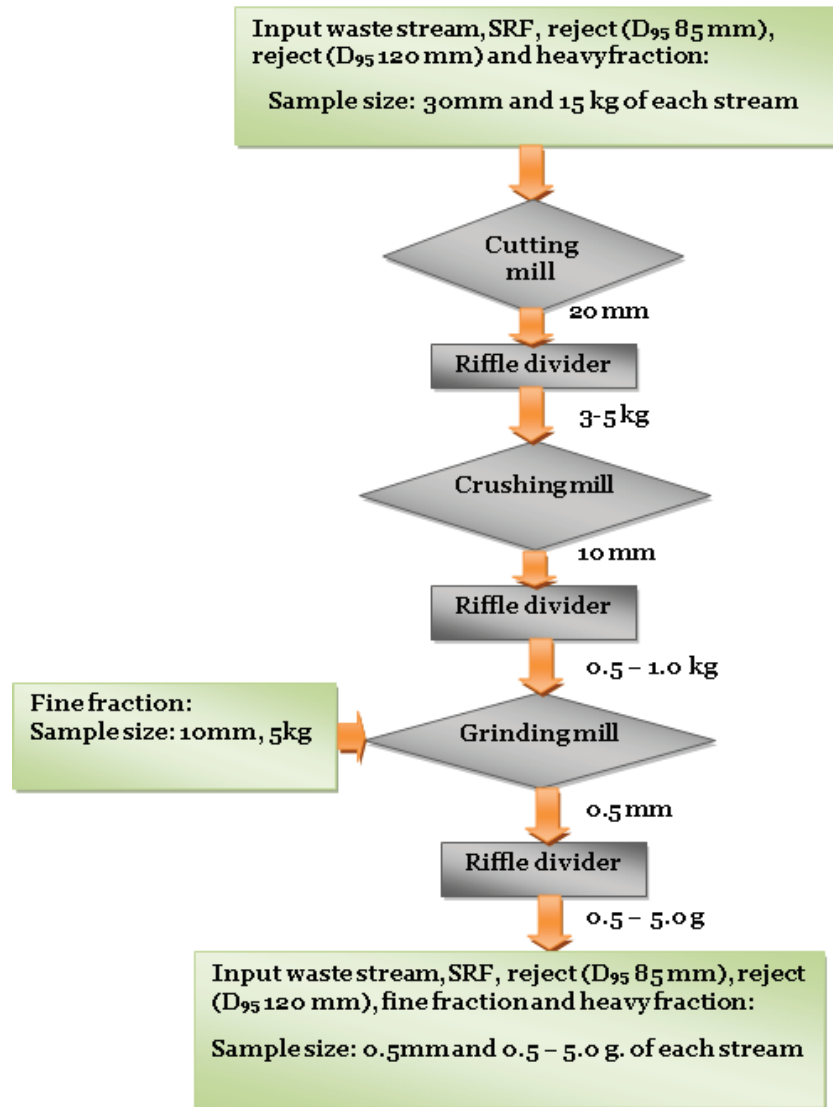 Input waste stream, SRF, reject (D₉₅ 85 mm),
reject (D₉₅ 120 mm) and heavy fraction:
Sample size: 30mm and 15 kg of each stream
Cutting
mill
20 mm
Riffle divider
3-5 kg
Crushing mill
10 mm
Riffle divider
0.5 – 1.0 kg
Fine fraction:
Sample size: 10mm, 5kg
Grinding mill
0.5 mm
Riffle divider
0.5 – 5.0 g
Input waste stream, SRF, reject (D₉₅ 85 mm), reject
(D₉₅ 120 mm), fine fraction and heavy fraction:
Sample size: 0.5mm and 0.5 – 5.0 g. of each stream